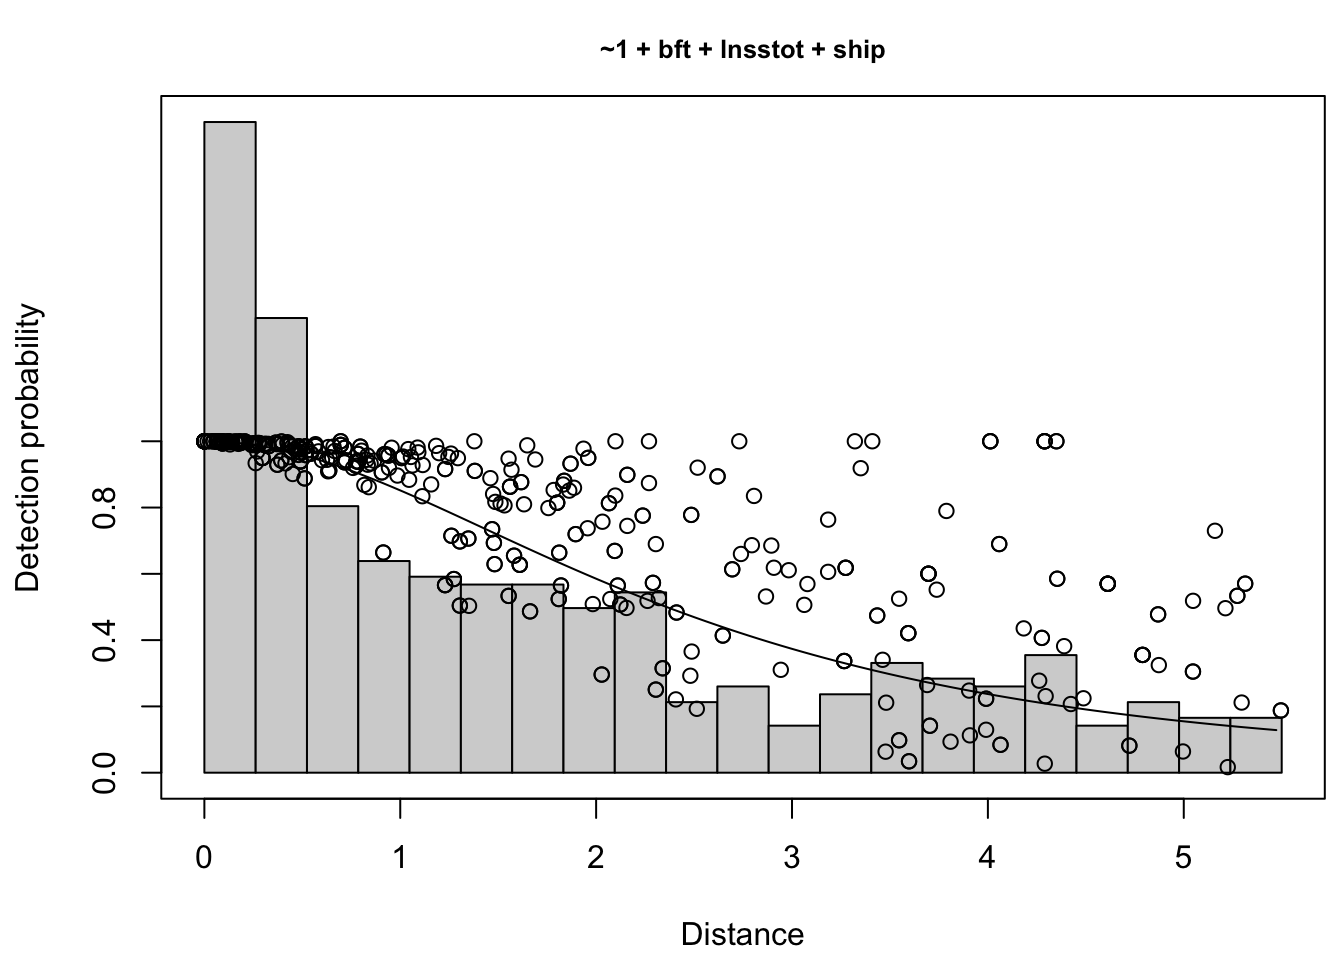 ~1 + bft + lnsstot + ship
Detection probability
0.8
0.4
0.0
0 1 2 3 4 5
Distance